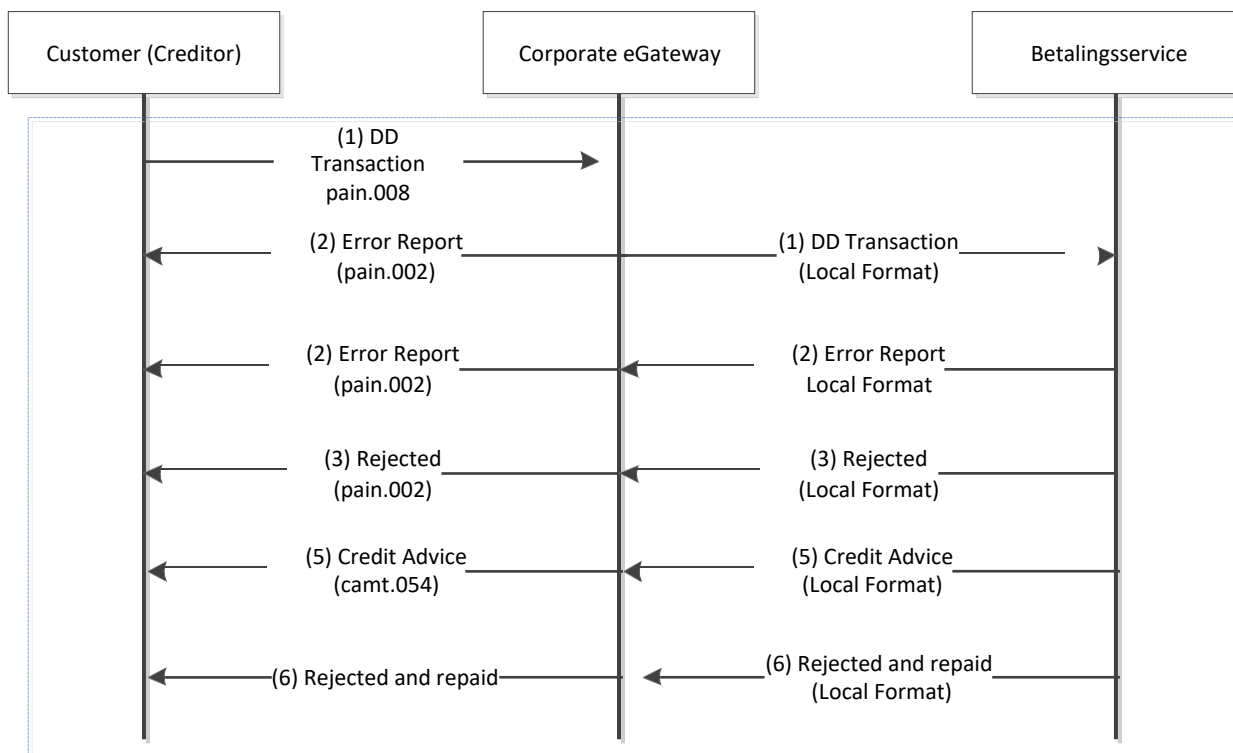 Customer (Creditor)
Corporate eGateway
Betalingsservice
(1) DD
Transaction
pain.008
(2) Error Report
(pain.002)
(1) DD Transaction
(Local Format)
(2) Error Report
(pain.002)
(2) Error Report
Local Format
(3) Rejected
(pain.002)
(3) Rejected
(Local Format)
(5) Credit Advice
(camt.054)
(5) Credit Advice
(Local Format)
(6) Rejected and repaid
(6) Rejected and repaid
(Local Format)